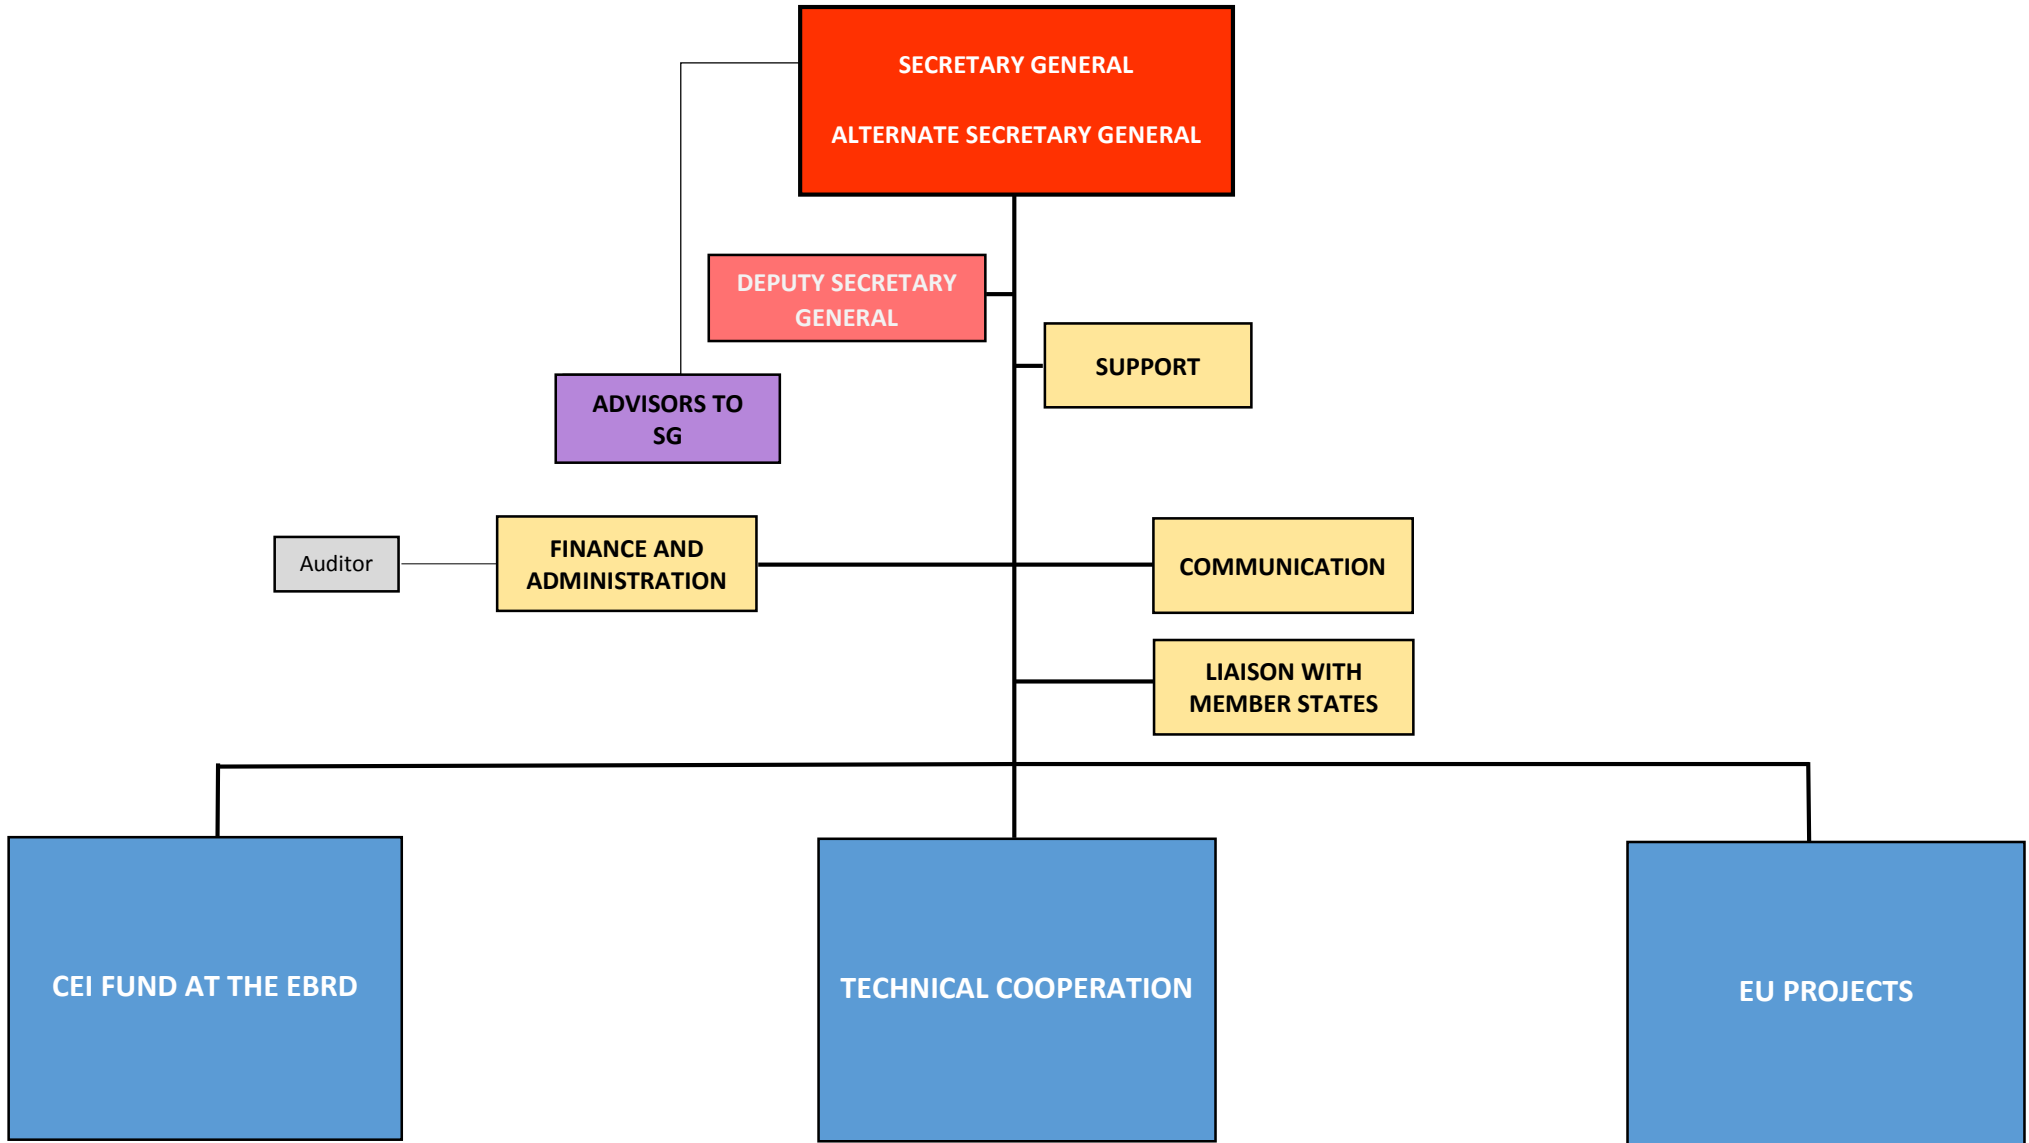 SECRETARY GENERAL
ALTERNATE SECRETARY GENERAL
DEPUTY SECRETARY
GENERAL
SUPPORT
ADVISORS TO
SG
Auditor
FINANCE AND
ADMINISTRATION
COMMUNICATION
LIAISON WITH
MEMBER STATES
CEI FUND AT THE EBRD
TECHNICAL COOPERATION
EU PROJECTS